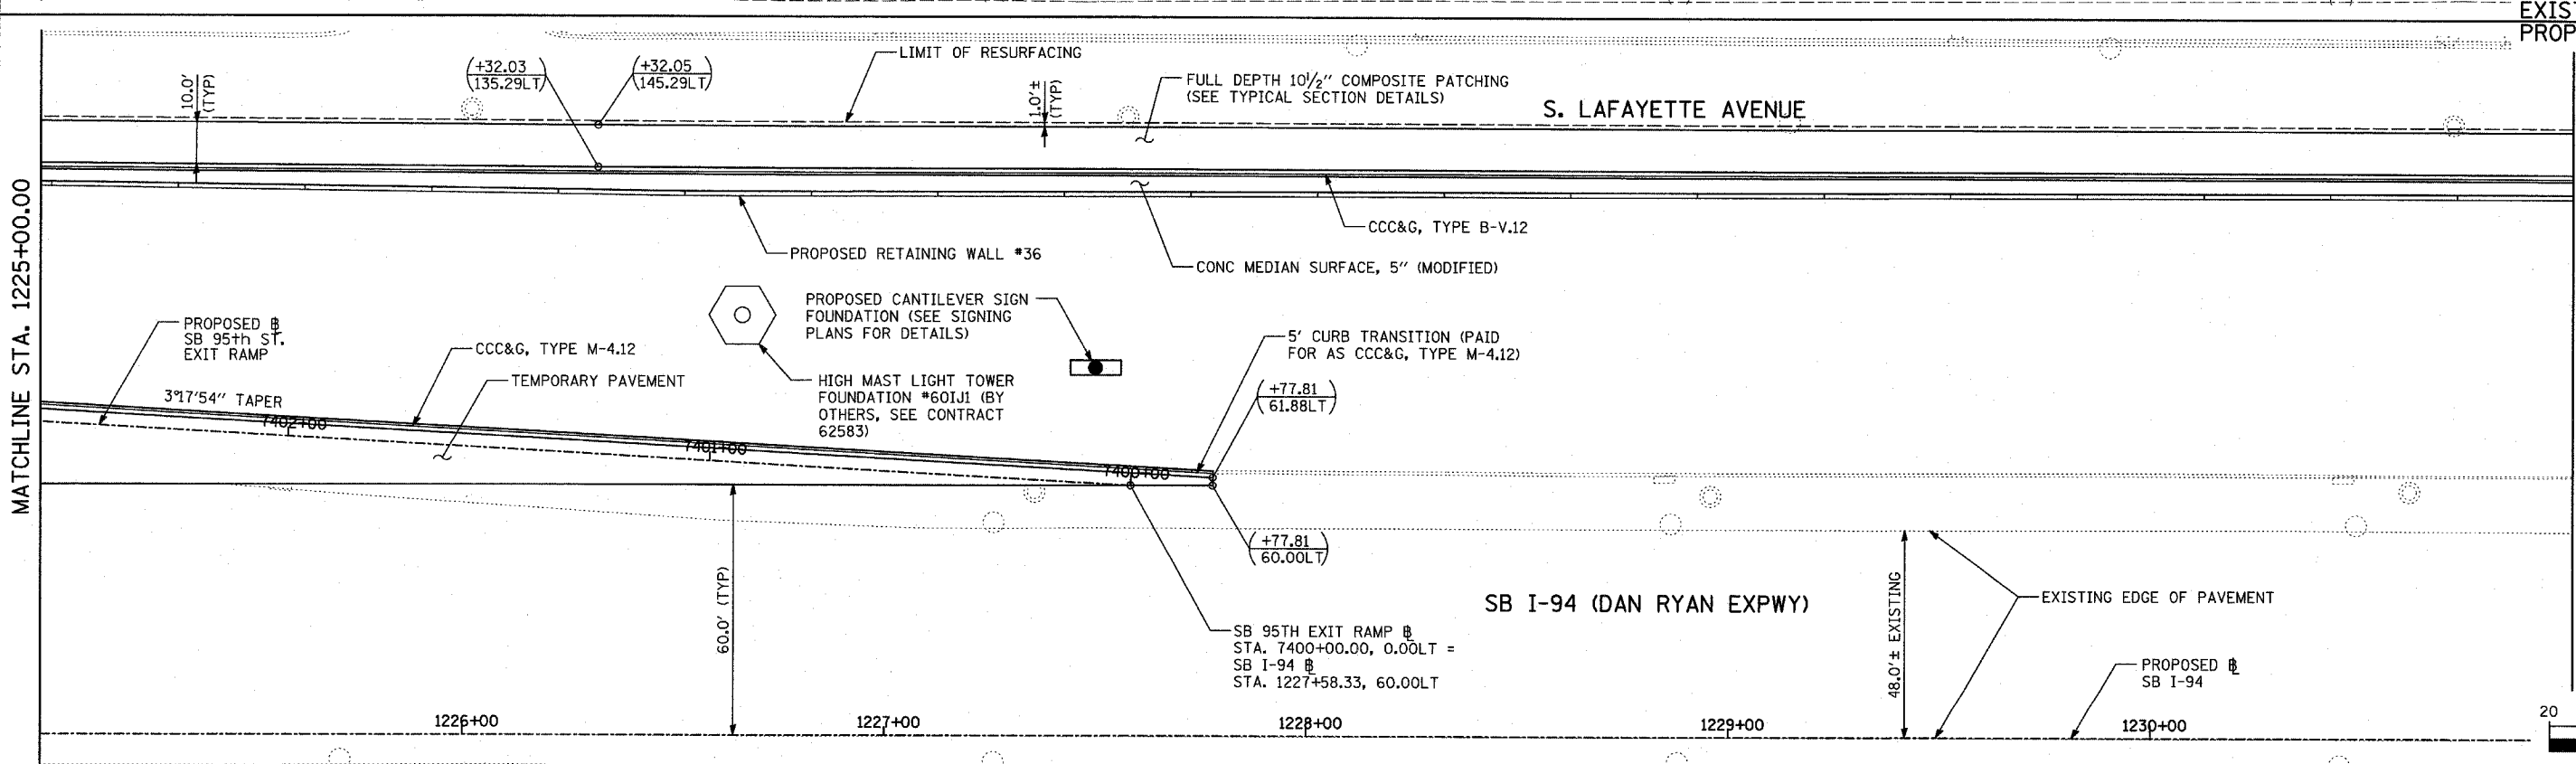 EXIS
PROP
LIMIT OF RESURFACING
+32.03
135.29LT
+32.05
145.29LT
10.0'
(TYP)
1.0'±
(TYP)
FULL DEPTH 10 1/2" COMPOSITE PATCHING
(SEE TYPICAL SECTION DETAILS)
S. LAFAYETTE AVENUE
MATCHLINE STA. 1225+00.00
CCC&G, TYPE B-V.12
PROPOSED RETAINING WALL #36
CONC MEDIAN SURFACE, 5" (MODIFIED)
PROPOSED CANTILEVER SIGN
FOUNDATION (SEE SIGNING
PLANS FOR DETAILS)
PROPOSED ℄
SB 95th ST.
EXIT RAMP
CCC&G, TYPE M-4.12
TEMPORARY PAVEMENT
HIGH MAST LIGHT TOWER
FOUNDATION #60IJ1 (BY
OTHERS, SEE CONTRACT
62583)
5' CURB TRANSITION (PAID
FOR AS CCC&G, TYPE M-4.12)
+77.81
61.88LT
3°17'54" TAPER
7402+00
7401+00
7400+00
+77.81
60.00LT
60.0' (TYP)
SB I-94 (DAN RYAN EXPWY)
48.0'± EXISTING
EXISTING EDGE OF PAVEMENT
SB 95TH EXIT RAMP ℄
STA. 7400+00.00, 0.00LT =
SB I-94 ℄
STA. 1227+58.33, 60.00LT
PROPOSED ℄
SB I-94
1226+00
1227+00
1228+00
1229+00
1230+00
20